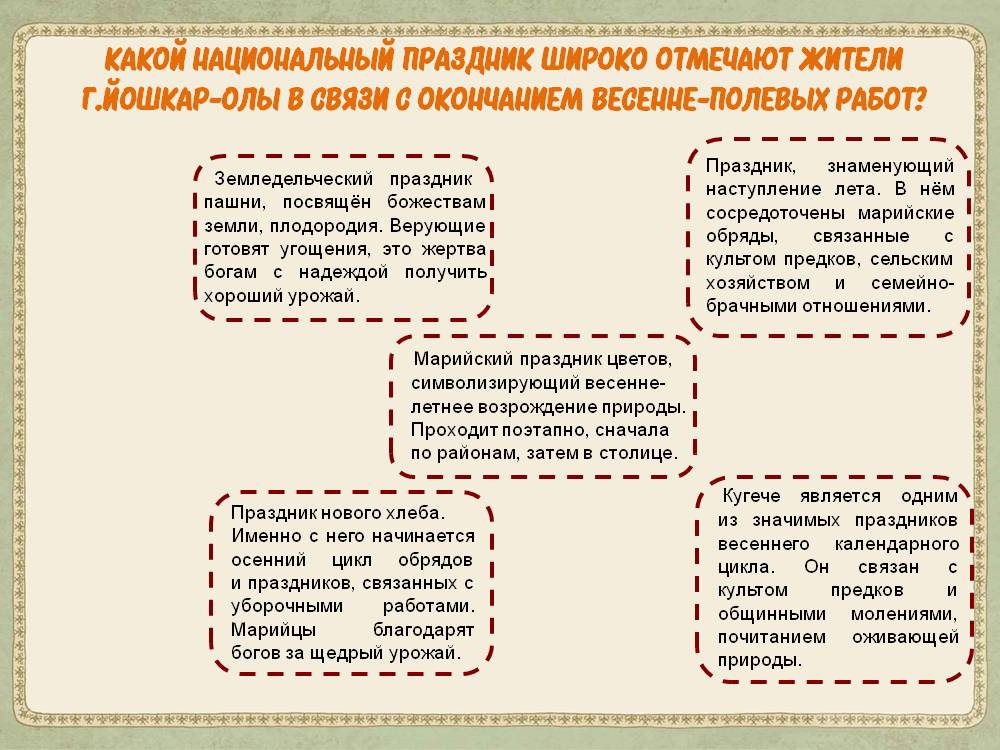 КАКОЙ НАЦИОНАЛЬНЫЙ ПРАЗДНИК ШИРОКО ОТМЕЧАЮТ ЖИТЕЛИ
Г.ЙОШКАР-ОЛЫ В СВЯЗИ С ОКОНЧАНИЕМ ВЕСЕННЕ-ПОЛЕВЫХ РАБОТ?
Земледельческий праздник
пашни, посвящён божествам
земли, плодородия. Верующие
готовят угощения, это жертва
богам с надеждой получить
хороший урожай.
Праздник, знаменующий
наступление лета. В нём
сосредоточены марийские
обряды, связанные с
культом предков, сельским
хозяйством и семейно-
брачными отношениями.
Марийский праздник цветов,
символизирующий весенне-
летнее возрождение природы.
Проходит поэтапно, сначала
по районам, затем в столице.
Праздник нового хлеба.
Именно с него начинается
осенний цикл обрядов
и праздников, связанных с
уборочными работами.
Марийцы благодарят
богов за щедрый урожай.
Кугече является одним
из значимых праздников
весеннего календарного
цикла. Он связан с
культом предков и
общинными молениями,
почитанием оживающей
природы.